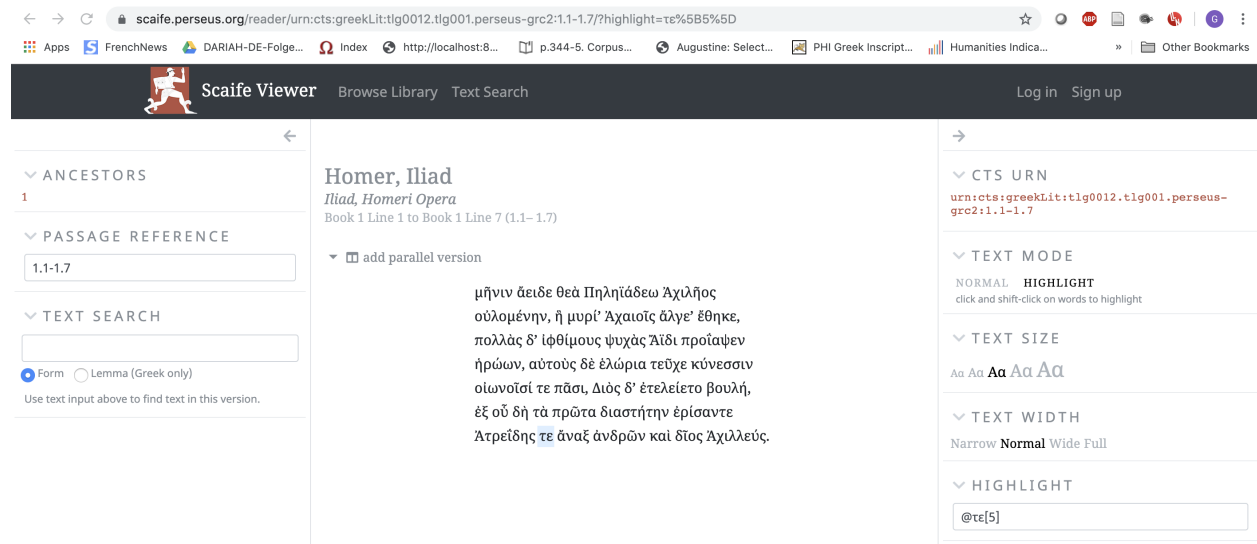 scaife.perseus.org/reader/urn:cts:greekLit:tlg0012.tlg001.perseus-grc2:1.1-1.7/?highlight=τε%5B5%5D
ABP
G
Apps FrenchNews DARIAH-DE-Folge... Index http://localhost:8... p.344-5. Corpus... Augustine: Select... PHI Greek Inscript... Humanities Indica... » Other Bookmarks
Scaife Viewer Browse Library Text Search Log in Sign up
ANCESTORS
1
PASSAGE REFERENCE
1.1-1.7
TEXT SEARCH
Form Lemma (Greek only)
Use text input above to find text in this version.
Homer, Iliad
Iliad, Homeri Opera
Book 1 Line 1 to Book 1 Line 7 (1.1– 1.7)
add parallel version
μῆνιν ἄειδε θεὰ Πηληϊάδεω Ἀχιλῆος
οὐλομένην, ἣ μυρί’ Ἀχαιοῖς ἄλγε’ ἔθηκε,
πολλὰς δ’ ἰφθίμους ψυχὰς Ἄϊδι προΐαψεν
ἡρώων, αὐτοὺς δὲ ἑλώρια τεῦχε κύνεσσιν
οἰωνοῖσί τε πᾶσι, Διὸς δ’ ἐτελείετο βουλή,
ἐξ οὗ δὴ τὰ πρῶτα διαστήτην ἐρίσαντε
Ἀτρεΐδης τε ἄναξ ἀνδρῶν καὶ δῖος Ἀχιλλεύς.
CTS URN
urn:cts:greekLit:tlg0012.tlg001.perseus-
grc2:1.1-1.7
TEXT MODE
NORMAL HIGHLIGHT
click and shift-click on words to highlight
TEXT SIZE
Aα Aα Aα Aα Aα
TEXT WIDTH
Narrow Normal Wide Full
HIGHLIGHT
@τε[5]